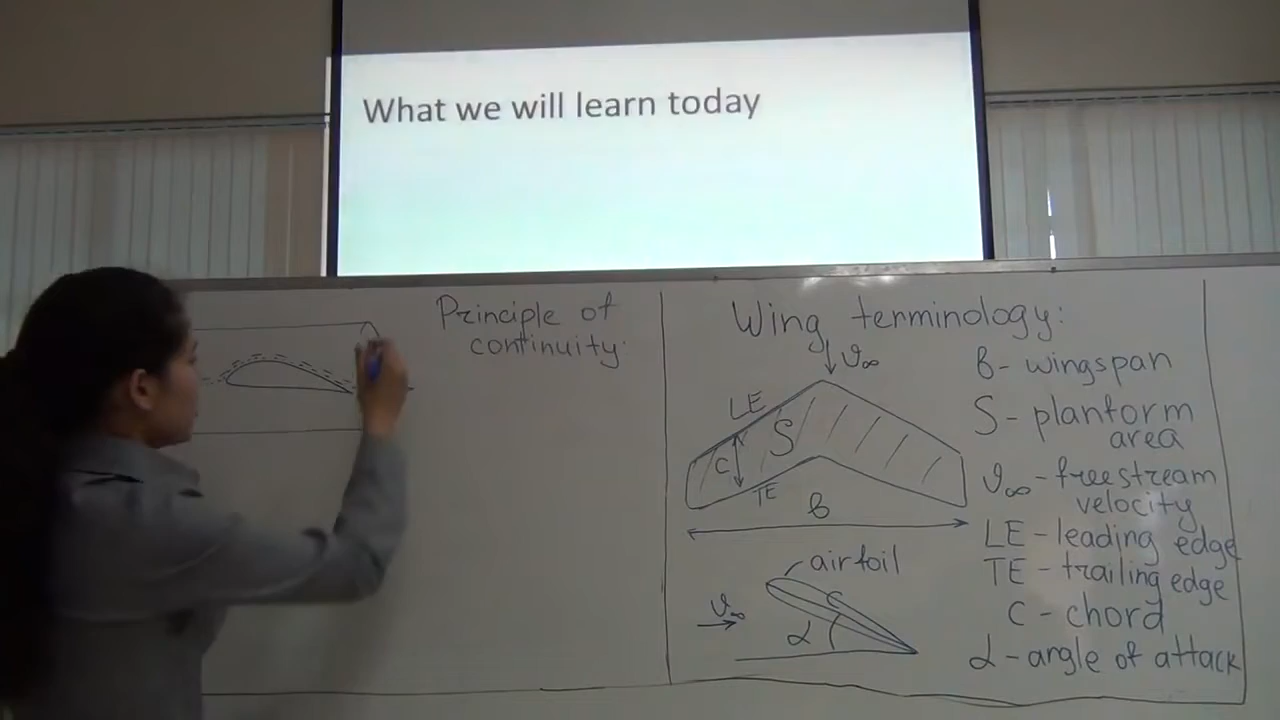 What we will learn today
Principle of
continuity:
Wing terminology:
ϑ∞
LE
S
C
TE
в
в - wingspan
S - planform
area
ϑ∞ - freestream
velocity
LE - leading edge
TE - trailing edge
C - chord
α - angle of attack
airfoil
C
ϑ∞
α